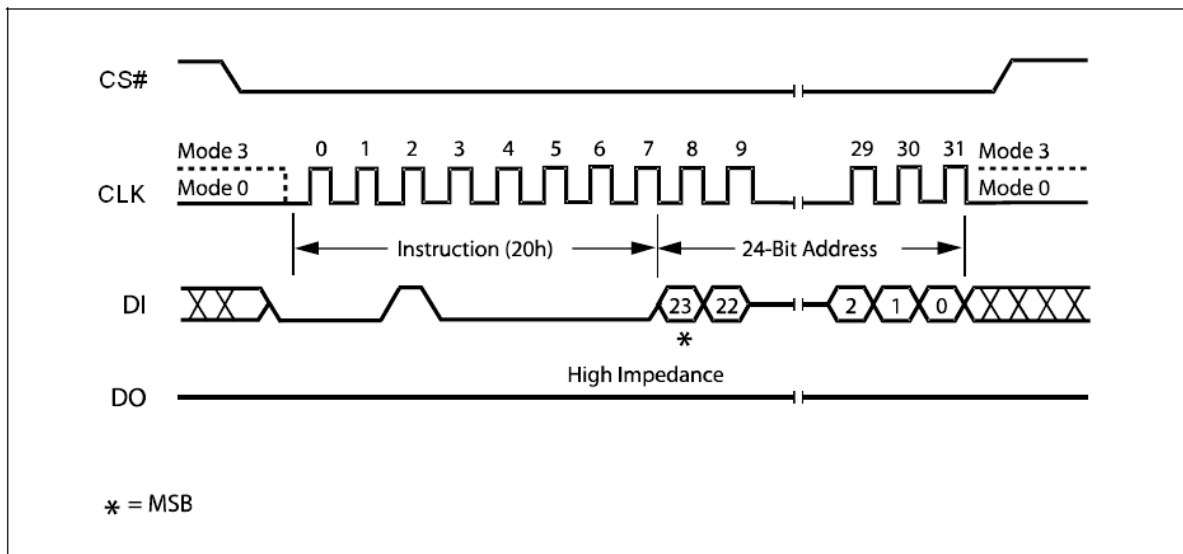 CS#
Mode 3 0 1 2 3 4 5 6 7 8 9 29 30 31 Mode 3
CLK Mode 0 Mode 0
Instruction (20h) 24-Bit Address
DI 23 22 2 1 0
*
High Impedance
DO
* = MSB